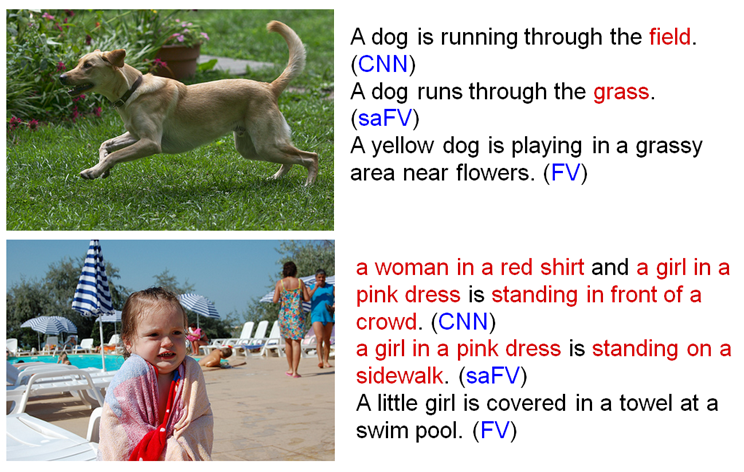 A dog is running through the field.
(CNN)
A dog runs through the grass.
(saFV)
A yellow dog is playing in a grassy
area near flowers. (FV)
a woman in a red shirt and a girl in a
pink dress is standing in front of a
crowd. (CNN)
a girl in a pink dress is standing on a
sidewalk. (saFV)
A little girl is covered in a towel at a
swim pool. (FV)